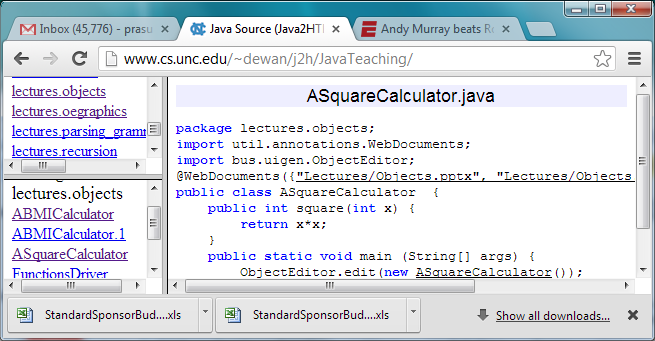 Inbox (45,776) - prasu
Java Source (Java2HT
Andy Murray beats R
www.cs.unc.edu/~dewan/j2h/JavaTeaching/
lectures.objects
lectures.oegraphics
lectures.parsing_gramm
lectures.recursion
lectures.objects
ABMICalculator
ABMICalculator.1
ASquareCalculator
FunctionsDriver
ASquareCalculator.java
package lectures.objects;
import util.annotations.WebDocuments;
import bus.uigen.ObjectEditor;
@WebDocuments({"Lectures/Objects.pptx", "Lectures/Objects
public class ASquareCalculator {
public int square(int x) {
return x*x;
}
public static void main (String[] args) {
ObjectEditor.edit(new ASquareCalculator());
StandardSponsorBud....xls
StandardSponsorBud....xls
Show all downloads...